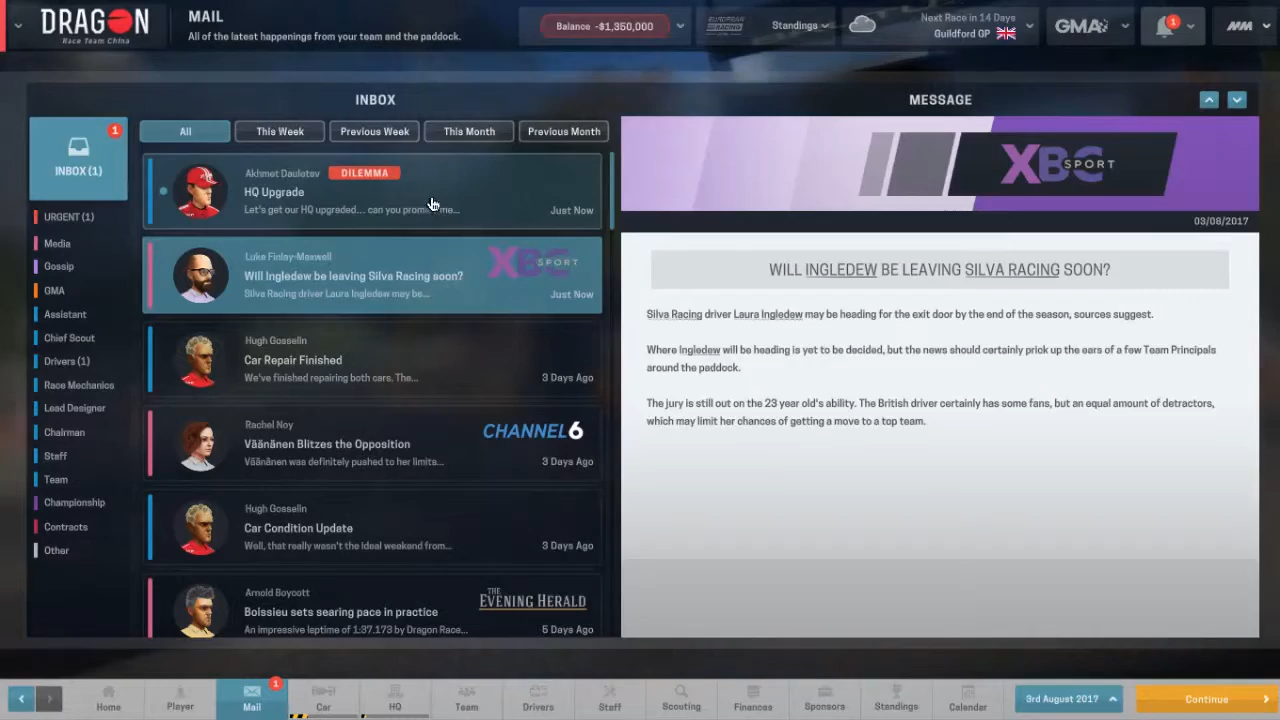 DRAGON
Race Team China
MAIL
All of the latest happenings from your team and the paddock.
Balance -$1,350,000
EUROPEAN RACING
Standings
Next Race in 14 Days
Guildford GP
GMA
1
INBOX
MESSAGE
1
INBOX (1)
All
This Week
Previous Week
This Month
Previous Month
URGENT (1)
Media
Gossip
GMA
Assistant
Chief Scout
Drivers (1)
Race Mechanics
Lead Designer
Chairman
Staff
Team
Championship
Contracts
Other
Akhmet Dauletov
DILEMMA
HQ Upgrade
Let's get our HQ upgraded... can you
Just Now
Luke Finlay-Maxwell
Will Ingledew be leaving Silva Racing soon?
Silva Racing driver Laura Ingledew may be...
XBC SPORT
Just Now
Hugh Gosselin
Car Repair Finished
We've finished repairing both cars. The...
3 Days Ago
Rachel Noy
Väänänen Blitzes the Opposition
Väänänen was definitely pushed to her limits...
CHANNEL6
3 Days Ago
Hugh Gosselin
Car Condition Update
Well, that really wasn't the ideal weekend from...
3 Days Ago
Arnold Boycott
Boissieu sets searing pace in practice
An impressive laptime of 1:37.173 by Dragon Race...
THE EVENING HERALD
5 Days Ago
XBC SPORT
03/08/2017
WILL INGLEDEW BE LEAVING SILVA RACING SOON?
Silva Racing driver Laura Ingledew may be heading for the exit door by the end of the season, sources suggest.
Where Ingledew will be heading is yet to be decided, but the news should certainly prick up the ears of a few Team Principals
around the paddock.
The jury is still out on the 23 year old's ability. The British driver certainly has some fans, but an equal amount of detractors,
which may limit her chances of getting a move to a top team.
Home
Player
Mail
1
Car
HQ
Team
Drivers
Staff
Scouting
Finances
Sponsors
Standings
Calendar
3rd August 2017
Continue